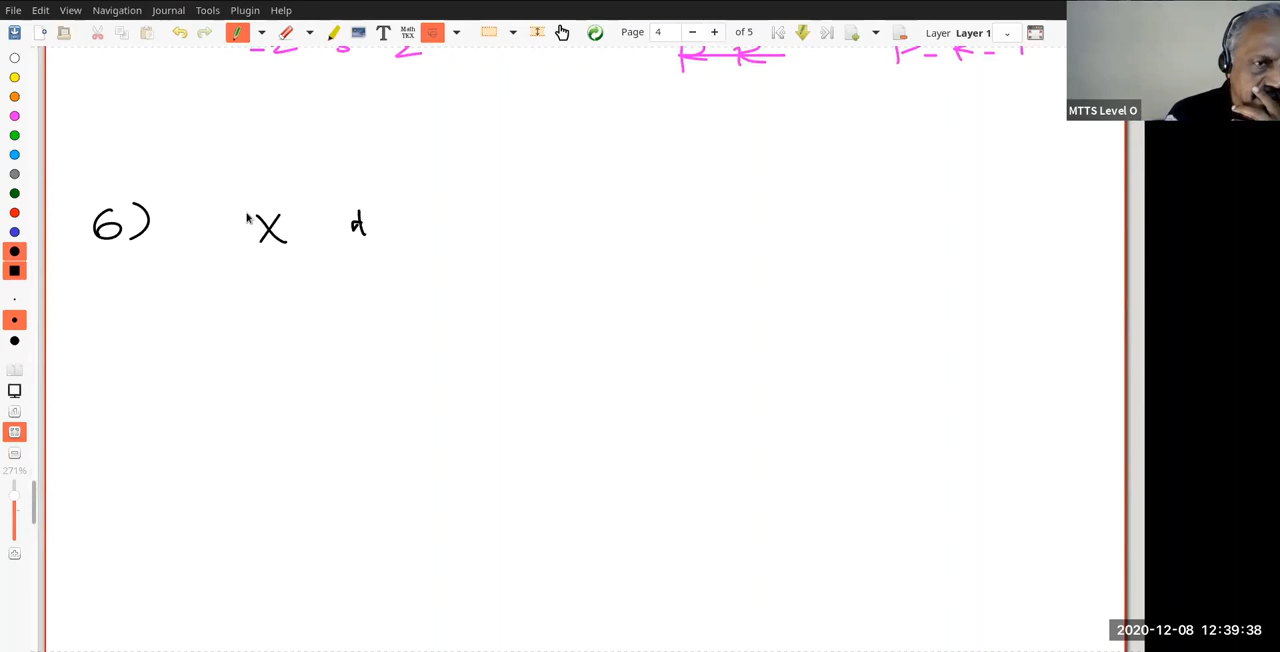 File Edit View Navigation Journal Tools Plugin Help
Page 4 of 5 Layer Layer 1
MTTS Level O
6) X d
271%
2020-12-08 12:39:38